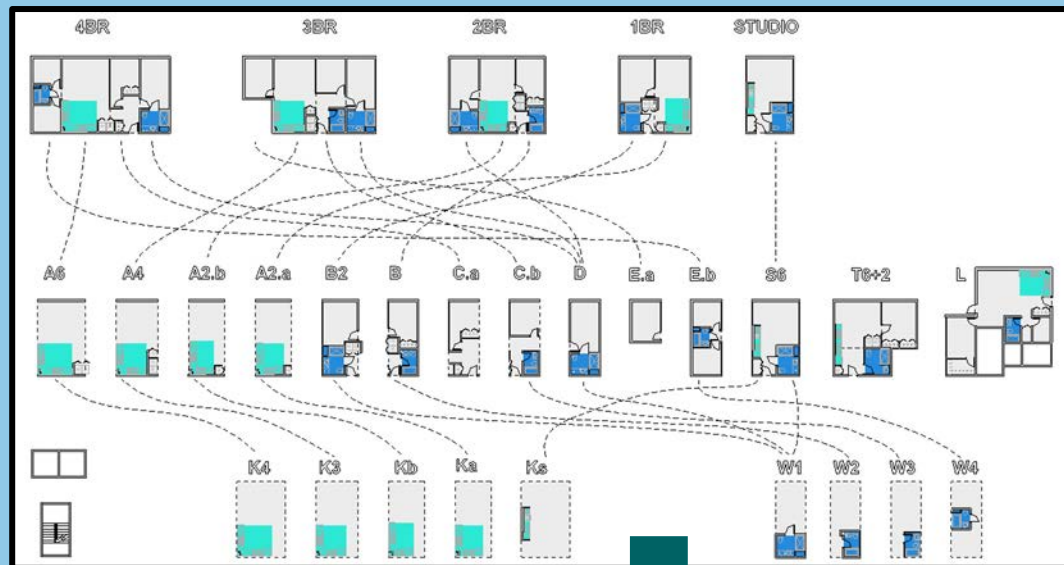 4BR 3BR 2BR 1BR STUDIO
A6 A4 A2.b A2.a B2 B C.a C.b D E.a E.b S6 T6+2 L
K4 K3 Kb Ka Ks W1 W2 W3 W4